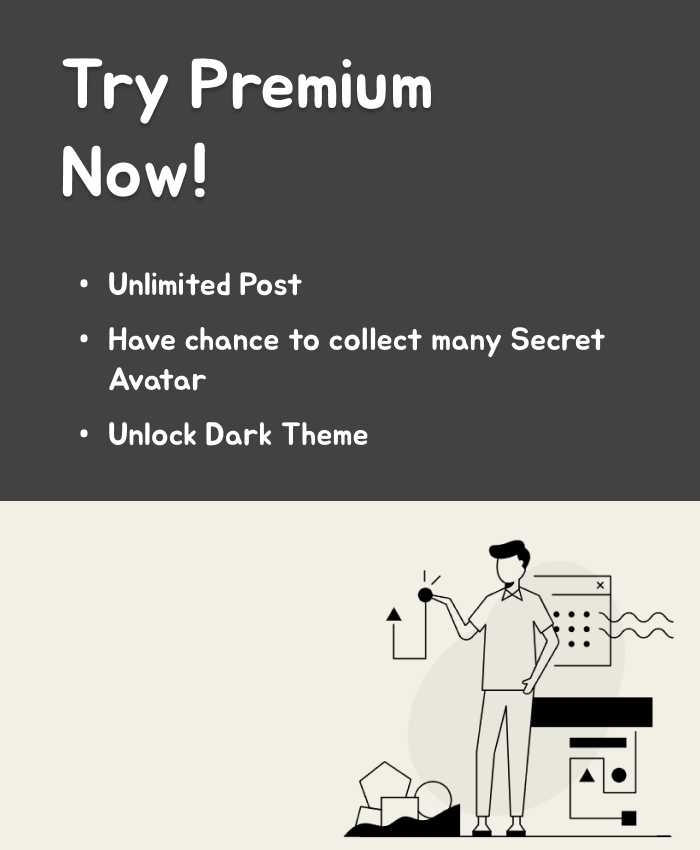 Try Premium
Now!
• Unlimited Post
• Have chance to collect many Secret
Avatar
• Unlock Dark Theme